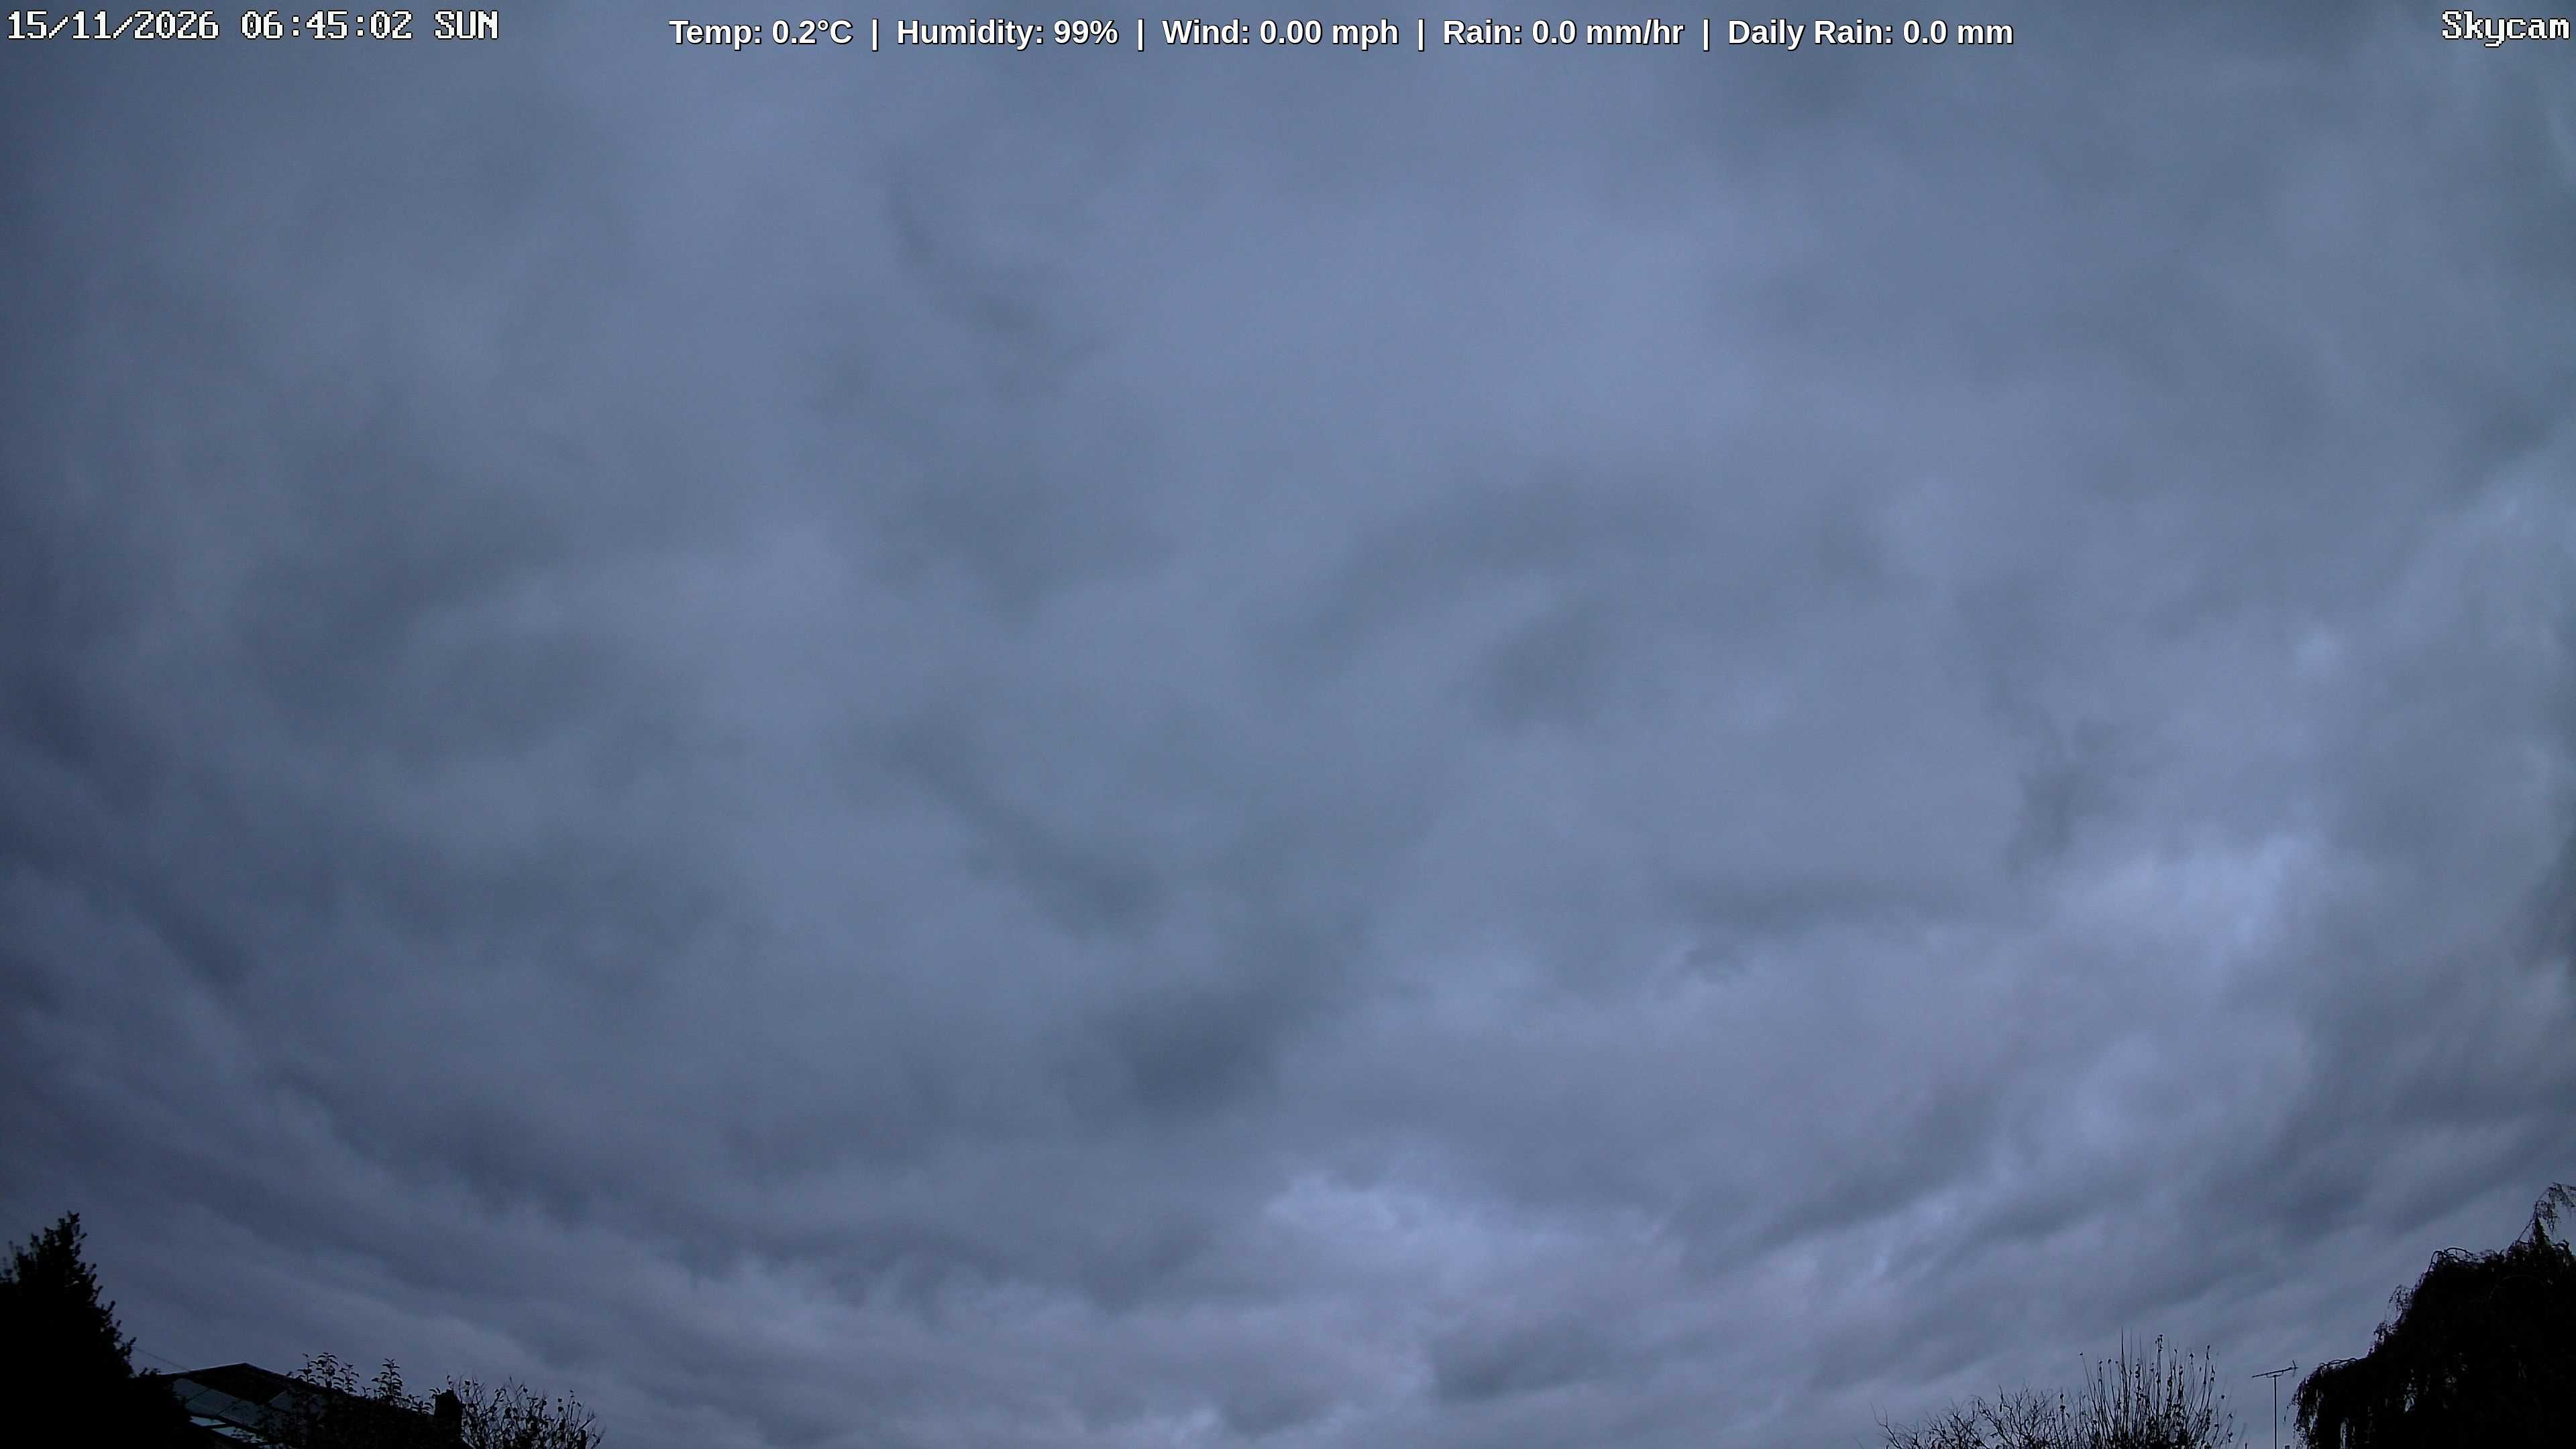 15/11/2026 06:45:02 SUN
Temp: 0.2°C | Humidity: 99% | Wind: 0.00 mph | Rain: 0.0 mm/hr | Daily Rain: 0.0 mm
Skycam